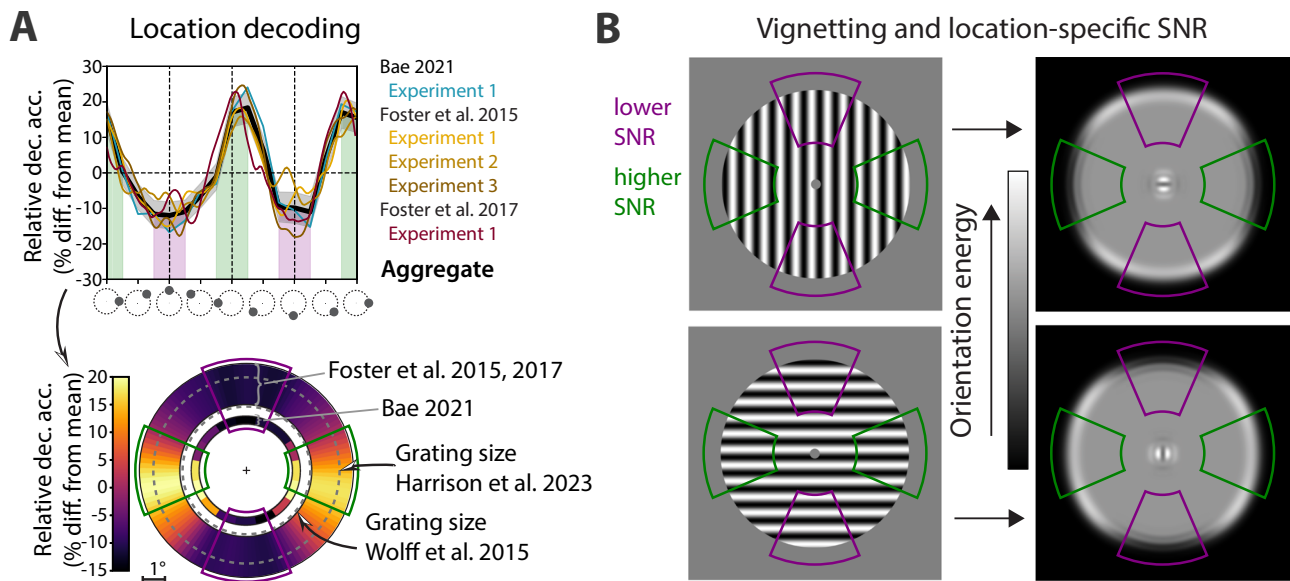 A
Location decoding
Relative dec. acc.
(% diff. from mean)
30
20
10
0
-10
-20
-30
Bae 2021
Experiment 1
Foster et al. 2015
Experiment 1
Experiment 2
Experiment 3
Foster et al. 2017
Experiment 1
Aggregate
Relative dec. acc.
(% diff. from mean)
20
15
10
5
0
-5
-10
-15
1°
Foster et al. 2015, 2017
Bae 2021
Grating size
Harrison et al. 2023
Grating size
Wolff et al. 2015
B
Vignetting and location-specific SNR
lower
SNR
higher
SNR
Orientation energy